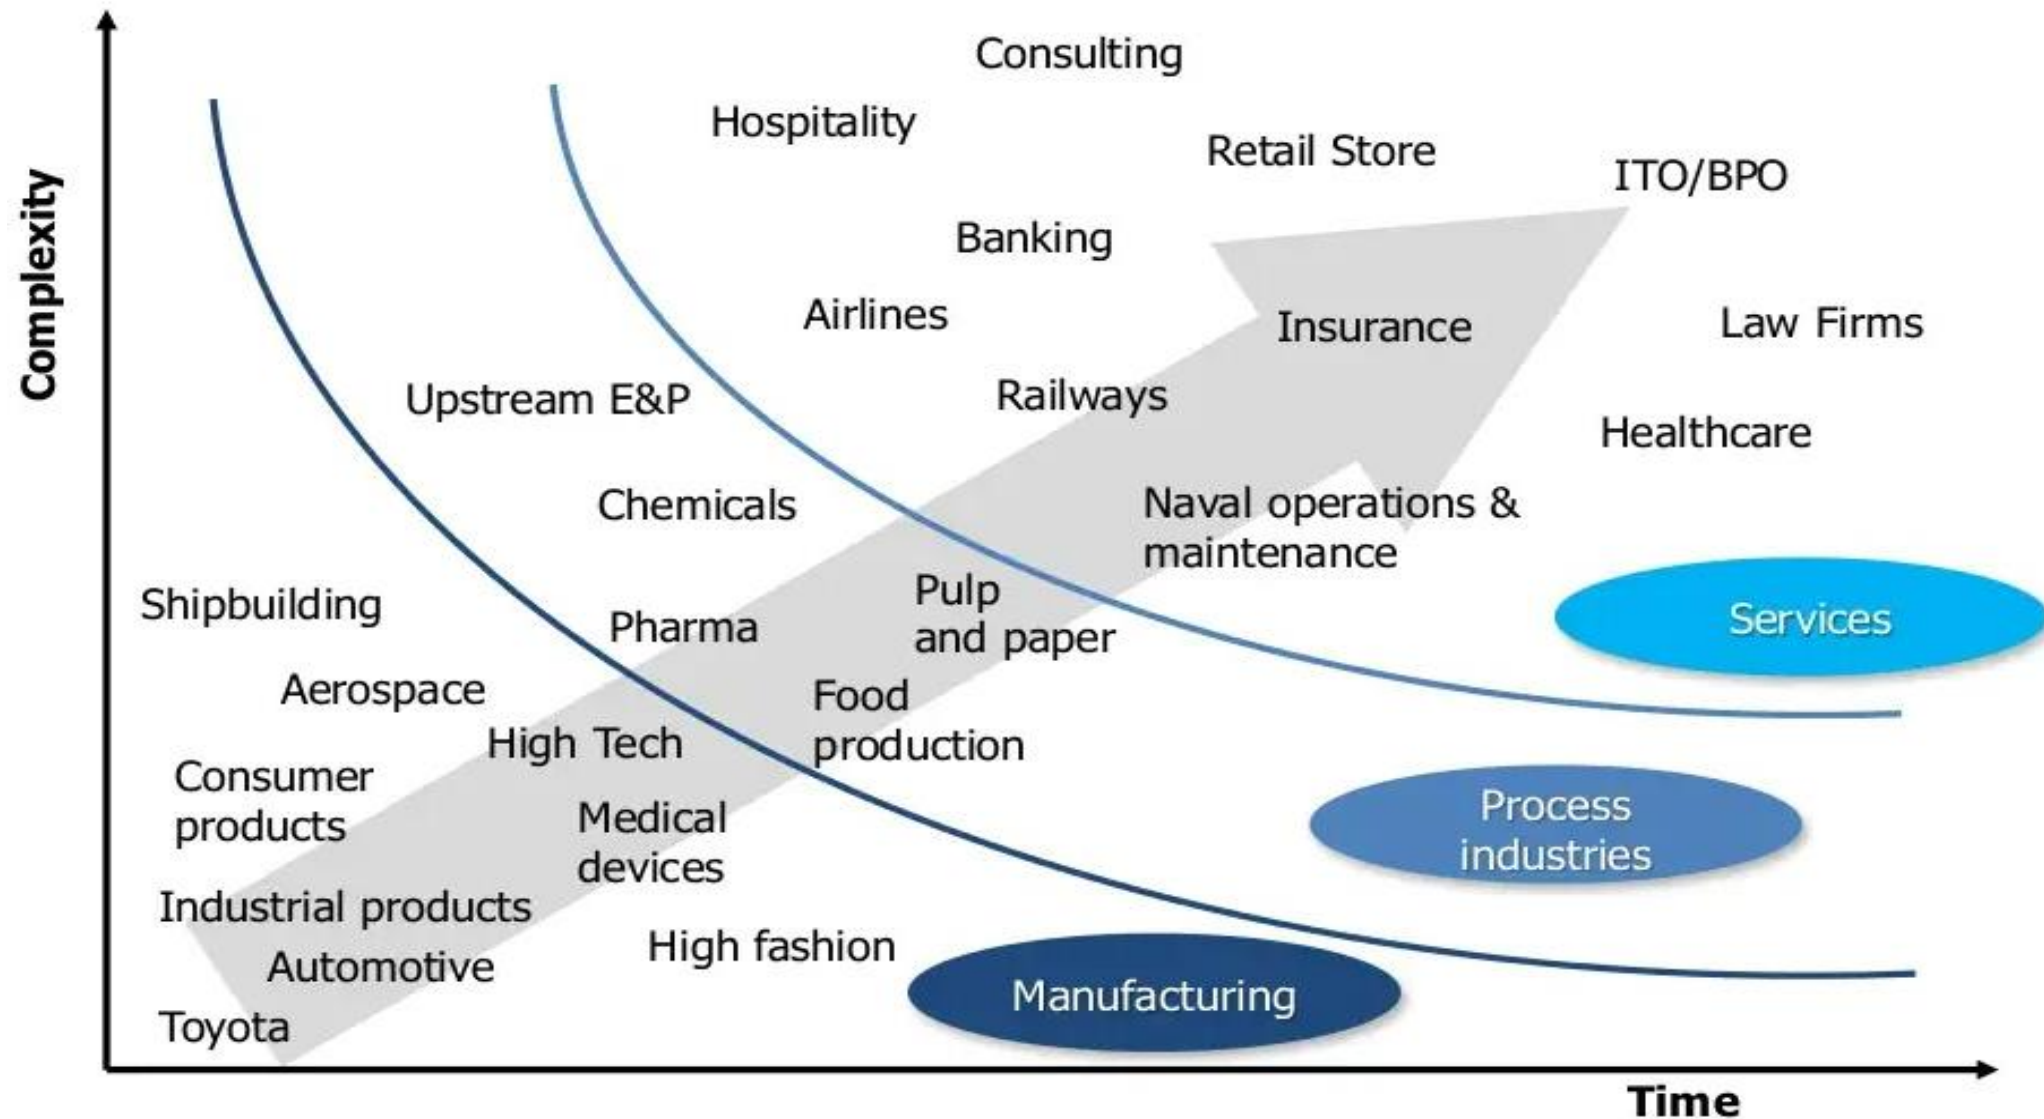 Complexity
Consulting
Hospitality
Retail Store
ITO/BPO
Banking
Airlines
Insurance
Law Firms
Upstream E&P
Railways
Healthcare
Chemicals
Naval operations &
maintenance
Shipbuilding
Pharma
Pulp
and paper
Services
Aerospace
High Tech
Food
production
Consumer
products
Medical
devices
Process
industries
Industrial products
Automotive
High fashion
Manufacturing
Toyota
Time